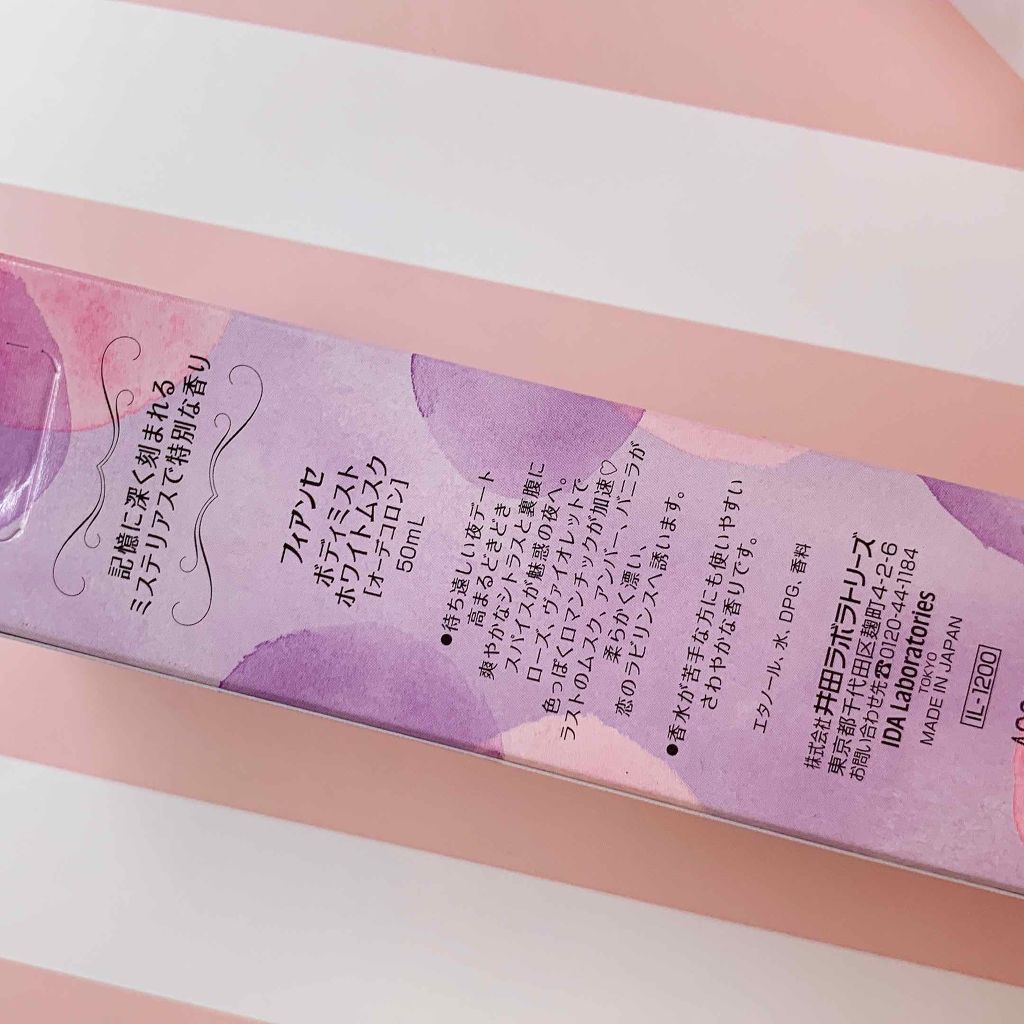 記憶に深く刻まれる
ミステリアスで特別な香り
フィアンセ
ボディミスト
ホワイトムスク
[オーデコロン]
50mL
●待ち遠しい夜デート
高まるどきどき
爽やかなシトラスと裏腹に
スパイスが魅惑の夜へ。
ローズ、ヴァイオレットで
色っぽくロマンチックが加速♡
ラストのムスク、アンバー、バニラが
柔らかく漂い、
恋のラビリンスへ誘います。
●香水が苦手な方にも使いやすい
さわやかな香りです。
エタノール、水、DPG、香料
株式会社 井田ラボラトリーズ
東京都千代田区麹町4-2-6
お問い合わせ先☎0120-44-1184
IDA Laboratories
TOKYO
MADE IN JAPAN
IL-1200